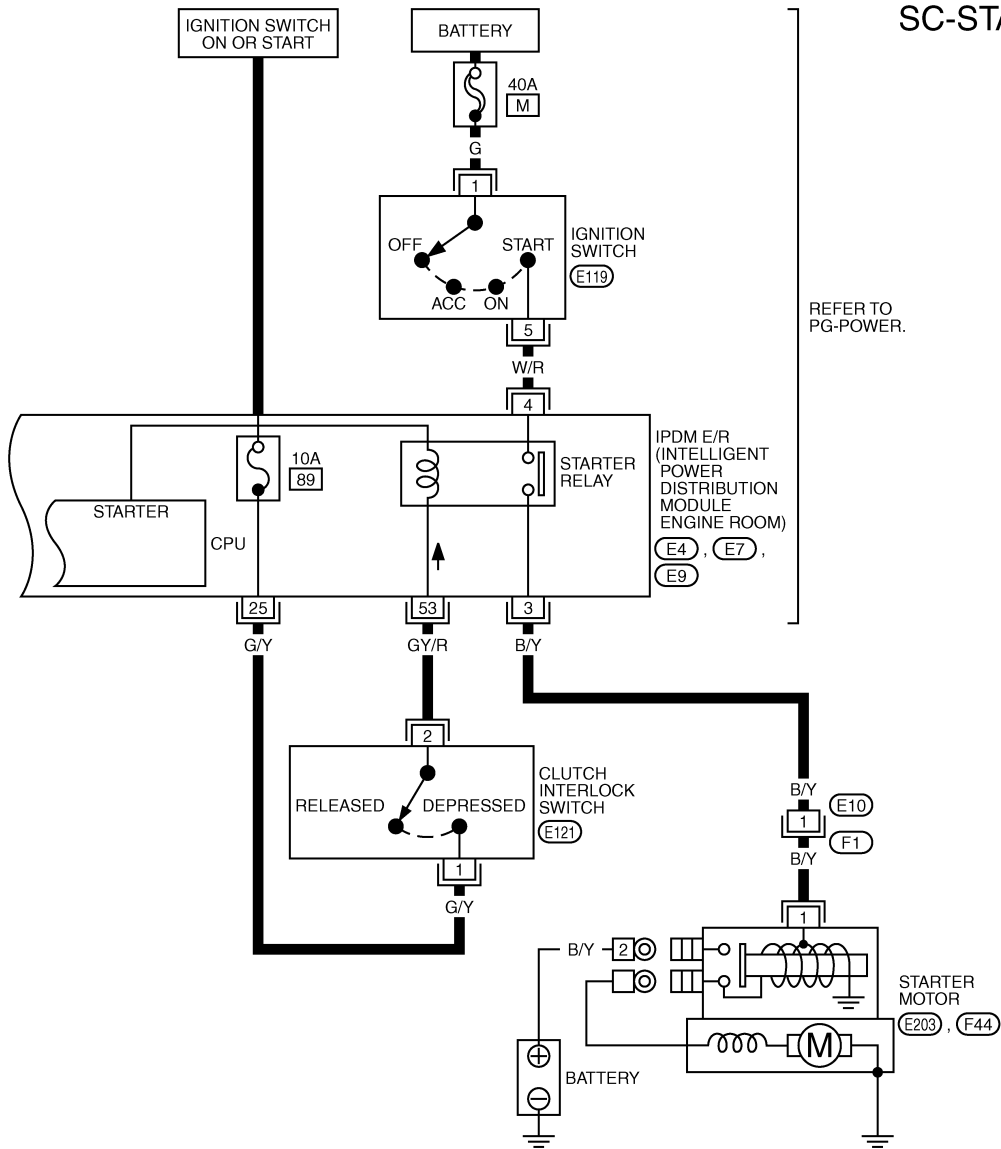 SC-STA
IGNITION SWITCH
ON OR START
BATTERY
40A
M
G
1
OFF
START
ACC
ON
IGNITION
SWITCH
E119
5
W/R
4
REFER TO
PG-POWER.
10A
89
STARTER
RELAY
STARTER
CPU
IPDM E/R
(INTELLIGENT
POWER
DISTRIBUTION
MODULE
ENGINE ROOM)
E4 , E7 ,
E9
25
53
3
G/Y
GY/R
B/Y
2
RELEASED
DEPRESSED
CLUTCH
INTERLOCK
SWITCH
E121
1
G/Y
B/Y
E10
1
F1
B/Y
1
B/Y
2
STARTER
MOTOR
E203 , F44
M
+
BATTERY
−